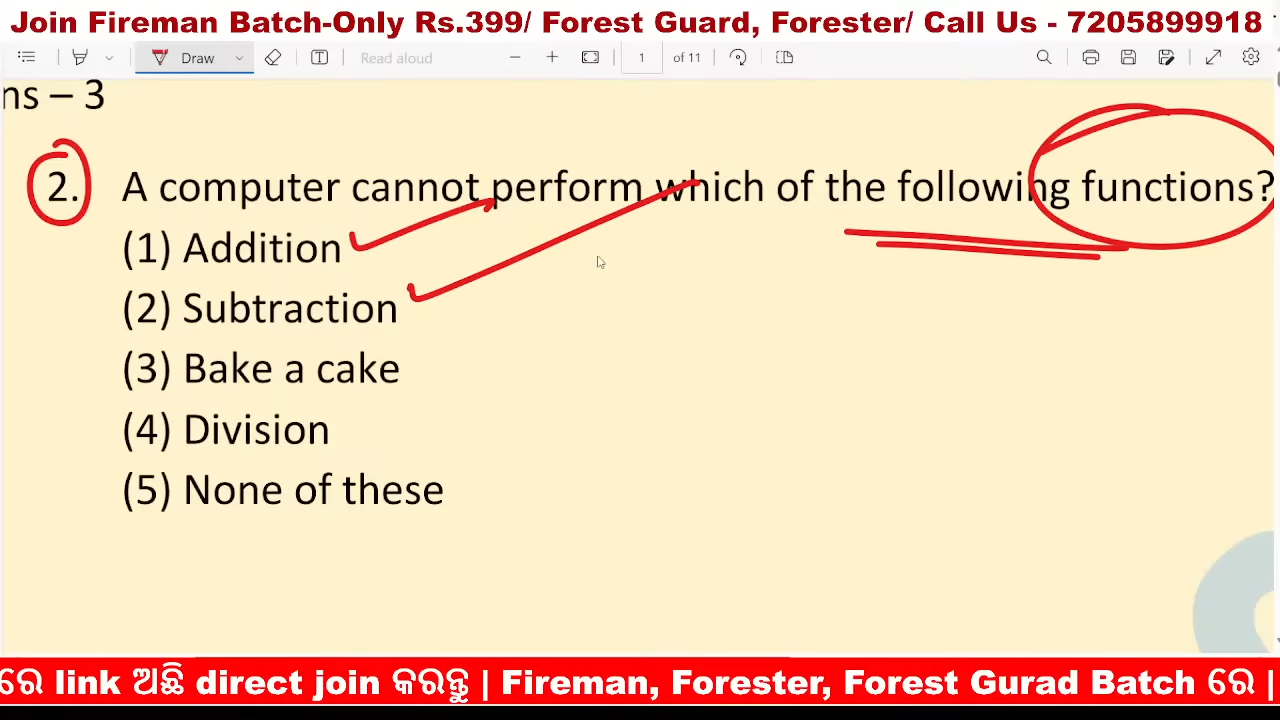 Join Fireman Batch-Only Rs.399/ Forest Guard, Forester/ Call Us - 7205899918
Draw
Read aloud
1 of 11
ns – 3
2. A computer cannot perform which of the following functions?
(1) Addition
(2) Subtraction
(3) Bake a cake
(4) Division
(5) None of these
ରେ link ଅଛି direct join କରନ୍ତୁ | Fireman, Forester, Forest Gurad Batch ରେ |